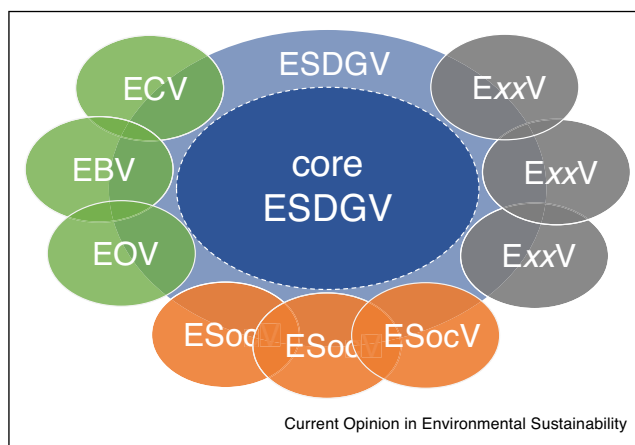 ESDGV
ECV
ExxV
core
ESDGV
EBV
ExxV
EOV
ExxV
ESocV
ESocV
ESocV
Current Opinion in Environmental Sustainability